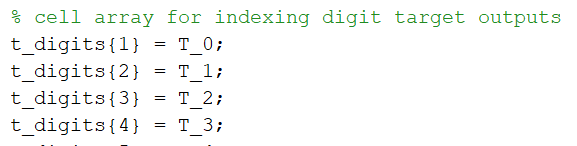 % cell array for indexing digit target outputs
t_digits{1} = T_0;
t_digits{2} = T_1;
t_digits{3} = T_2;
t_digits{4} = T_3;